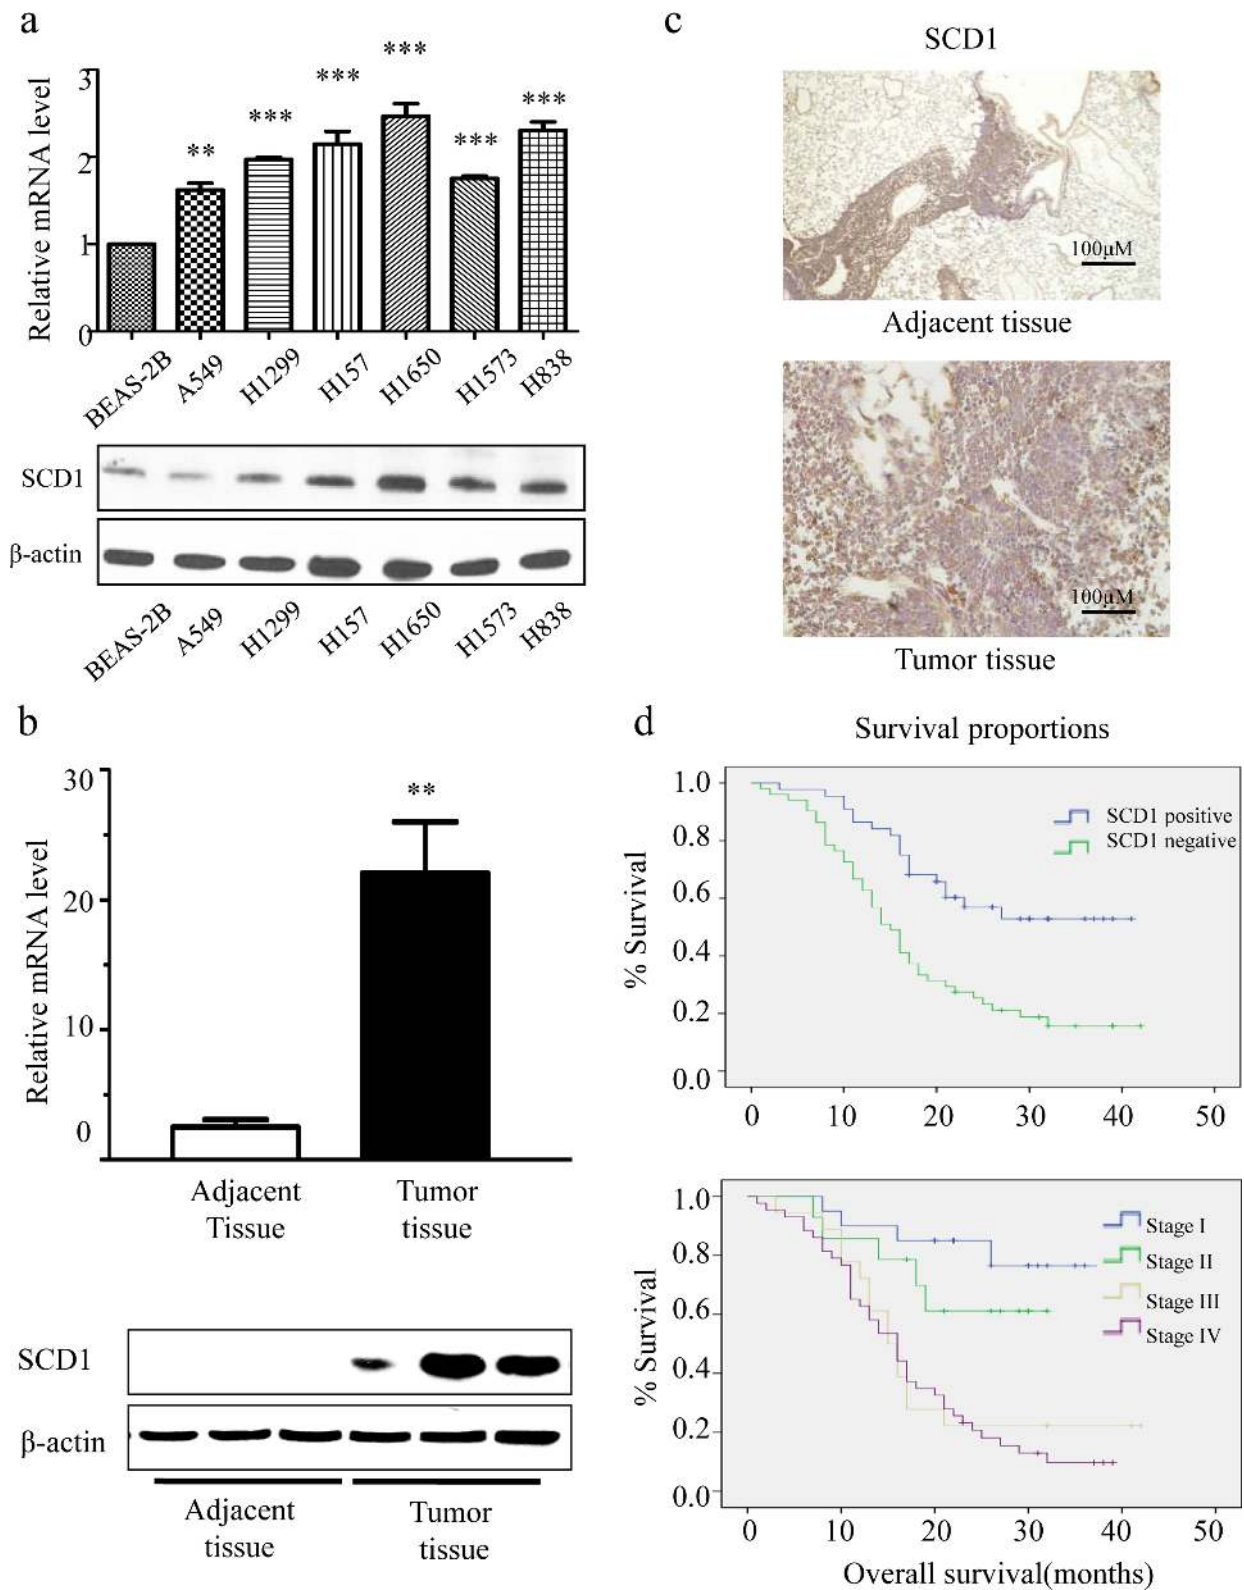 a
Relative mRNA level
3
2
1
0
**
***
***
***
***
***
BEAS-2B
A549
H1299
H157
H1650
H1573
H838
SCD1
β-actin
BEAS-2B
A549
H1299
H157
H1650
H1573
H838
b
Relative mRNA level
30
20
10
0
**
Adjacent
Tissue
Tumor
tissue
SCD1
β-actin
Adjacent
tissue
Tumor
tissue
c
SCD1
100μM
Adjacent tissue
100μM
Tumor tissue
d
Survival proportions
% Survival
1.0
0.8
0.6
0.4
0.2
0.0
SCD1 positive
SCD1 negative
0 10 20 30 40 50
% Survival
1.0
0.8
0.6
0.4
0.2
0.0
Stage I
Stage II
Stage III
Stage IV
0 10 20 30 40 50
Overall survival(months)